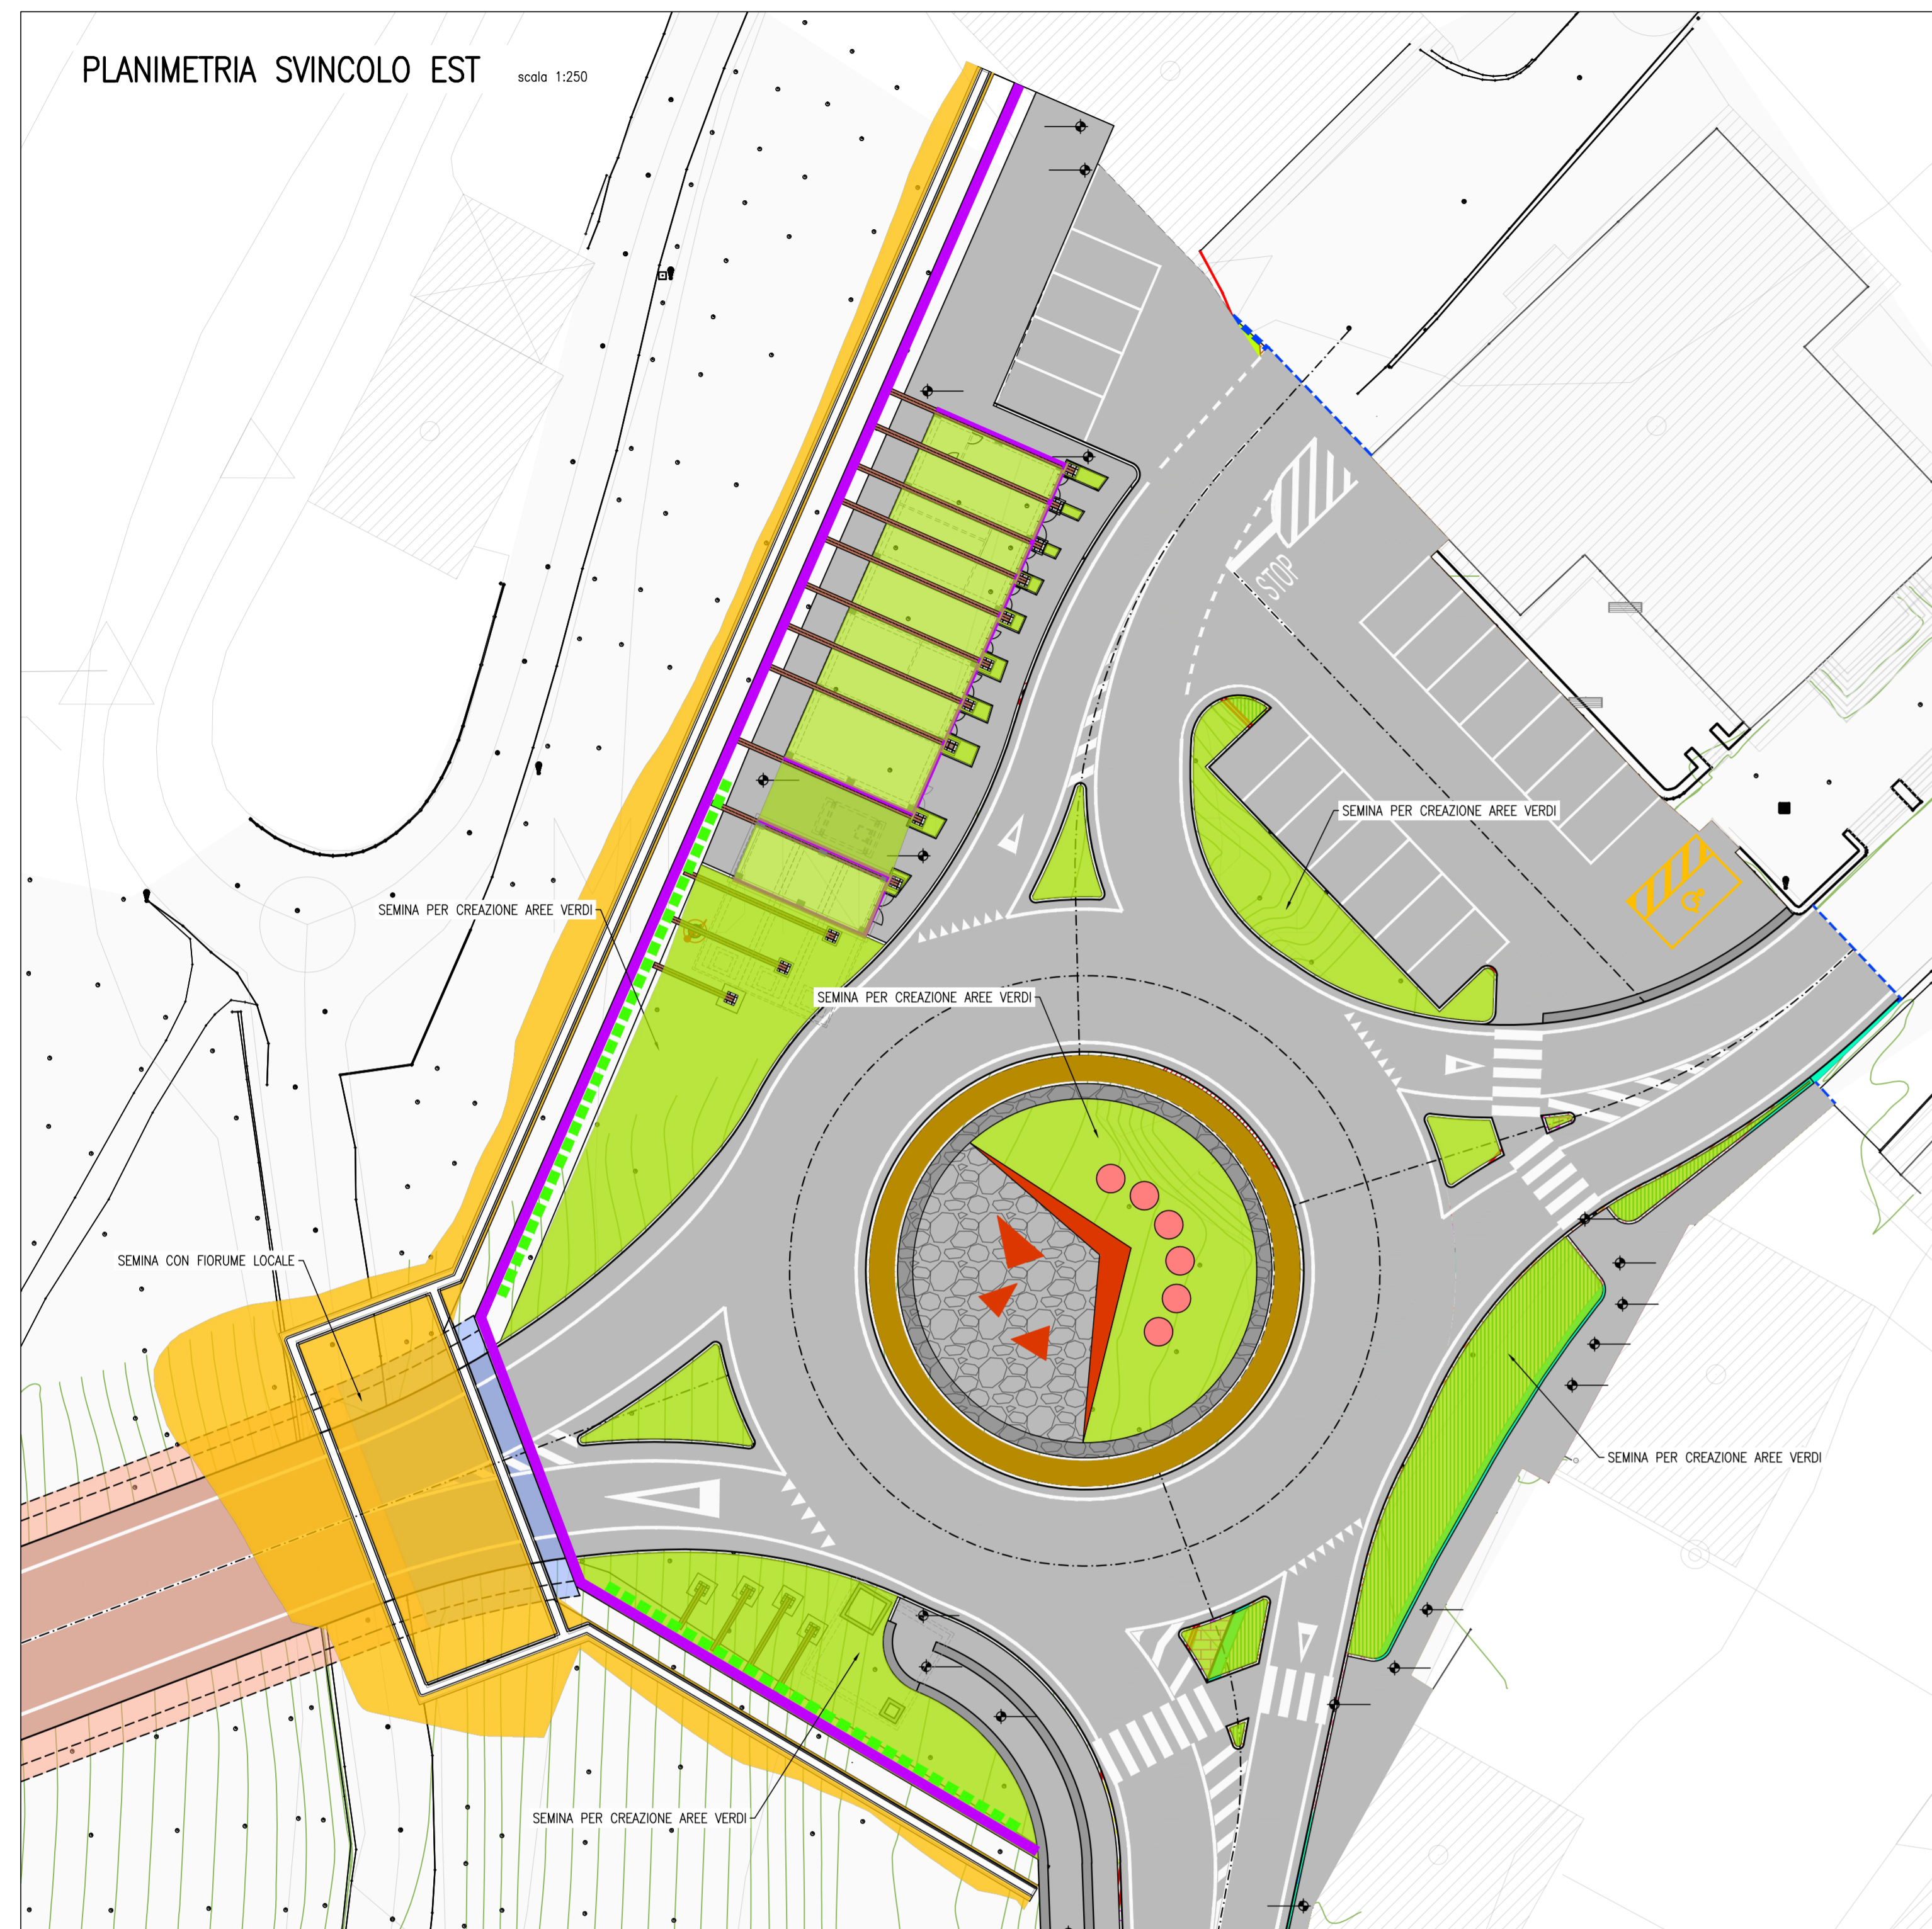 PLANIMETRIA SVINCOLO EST scala 1:250
STOP
SEMINA PER CREAZIONE AREE VERDI
SEMINA PER CREAZIONE AREE VERDI
SEMINA PER CREAZIONE AREE VERDI
SEMINA CON FIORUME LOCALE
SEMINA PER CREAZIONE AREE VERDI
SEMINA PER CREAZIONE AREE VERDI